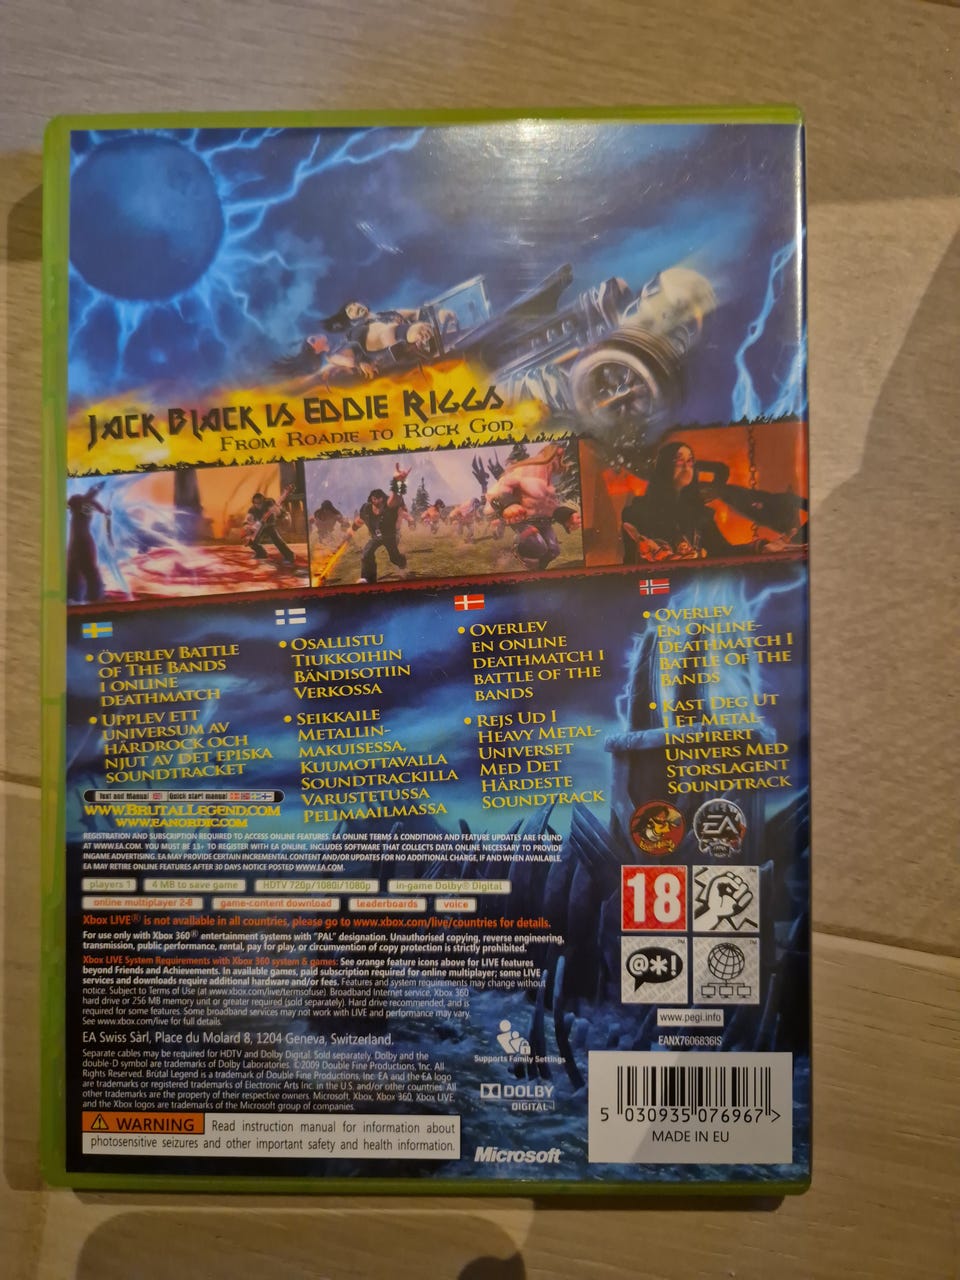 JACK BLACK IS EDDIE RIGGS
FROM ROADIE TO ROCK GOD
• ÖVERLEV BATTLE
OF THE BANDS
I ONLINE
DEATHMATCH
• UPPLEV ETT
UNIVERSUM AV
HÅRDROCK OCH
NJUT AV DET EPISKA
SOUNDTRACKET
• OSALLISTU
TIUKKOIHIN
BÄNDISOTIIN
VERKOSSA
• SEIKKAILE
METALLIN-
MAKUISESSA,
KUUMOTTAVALLA
SOUNDTRACKILLA
VARUSTETUSSA
PELIMAAILMASSA
• OVERLEV
EN ONLINE
DEATHMATCH I
BATTLE OF THE
BANDS
• REJS UD I
HEAVY METAL-
UNIVERSET
MED DET
HÅRDESTE
SOUNDTRACK
• OVERLEV
EN ONLINE-
DEATHMATCH I
BATTLE OF THE
BANDS
• KAST DEG UT
I ET METAL-
INSPIRERT
UNIVERS MED
STORSLAGENT
SOUNDTRACK
Text and Manual Quick start manual
WWW.BRUTALLEGEND.COM
WWW.EANORDIC.COM
REGISTRATION AND SUBSCRIPTION REQUIRED TO ACCESS ONLINE FEATURES. EA ONLINE TERMS & CONDITIONS AND FEATURE UPDATES ARE FOUND
AT WWW.EA.COM. YOU MUST BE 13+ TO REGISTER WITH EA ONLINE. INCLUDES SOFTWARE THAT COLLECTS DATA ONLINE NECESSARY TO PROVIDE
INGAME ADVERTISING. EA MAY PROVIDE CERTAIN INCREMENTAL CONTENT AND/OR UPDATES FOR NO ADDITIONAL CHARGE, IF AND WHEN AVAILABLE.
EA MAY RETIRE ONLINE FEATURES AFTER 30 DAYS NOTICE POSTED WWW.EA.COM.
players 1 4 MB to save game HDTV 720p/1080i/1080p in-game Dolby® Digital
online multiplayer 2-8 game-content download leaderboards voice
Xbox LIVE® is not available in all countries, please go to www.xbox.com/live/countries for details.
For use only with Xbox 360® entertainment systems with "PAL" designation. Unauthorised copying, reverse engineering,
transmission, public performance, rental, pay for play, or circumvention of copy protection is strictly prohibited.
Xbox LIVE System Requirements with Xbox 360 system & games: See orange feature icons above for LIVE features
beyond Friends and Achievements. In available games, paid subscription required for online multiplayer; some LIVE
services and downloads require additional hardware and/or fees. Features and system requirements may change without
notice. Subject to Terms of Use (at www.xbox.com/live/termsofuse). Broadband Internet service, Xbox 360
hard drive or 256 MB memory unit or greater required (sold separately). Hard drive recommended, and is
required for some features. Some broadband services may not work with LIVE and performance may vary.
See www.xbox.com/live for full details.
EA Swiss Sàrl, Place du Molard 8, 1204 Geneva, Switzerland.
Separate cables may be required for HDTV and Dolby Digital. Sold separately. Dolby and the
double-D symbol are trademarks of Dolby Laboratories. ©2009 Double Fine Productions, Inc. All
Rights Reserved. Brütal Legend is a trademark of Double Fine Productions, Inc. EA and the EA logo
are trademarks or registered trademarks of Electronic Arts Inc. in the U.S. and/or other countries. All
other trademarks are the property of their respective owners. Microsoft, Xbox, Xbox 360, Xbox LIVE,
and the Xbox logos are trademarks of the Microsoft group of companies.
WARNING Read instruction manual for information about
photosensitive seizures and other important safety and health information.
EA
18
@*!
www.pegi.info
EANX7606836IS
Supports Family Settings
DOLBY
DIGITAL
Microsoft
5 030935 076967 >
MADE IN EU